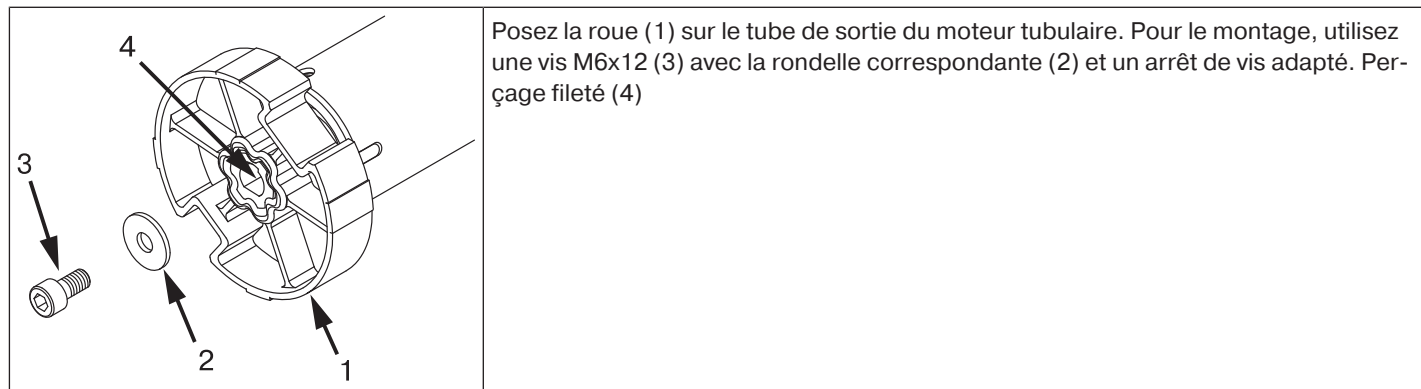 4
3
2
1
Posez la roue (1) sur le tube de sortie du moteur tubulaire. Pour le montage, utilisez
une vis M6x12 (3) avec la rondelle correspondante (2) et un arrêt de vis adapté. Per-
çage fileté (4)